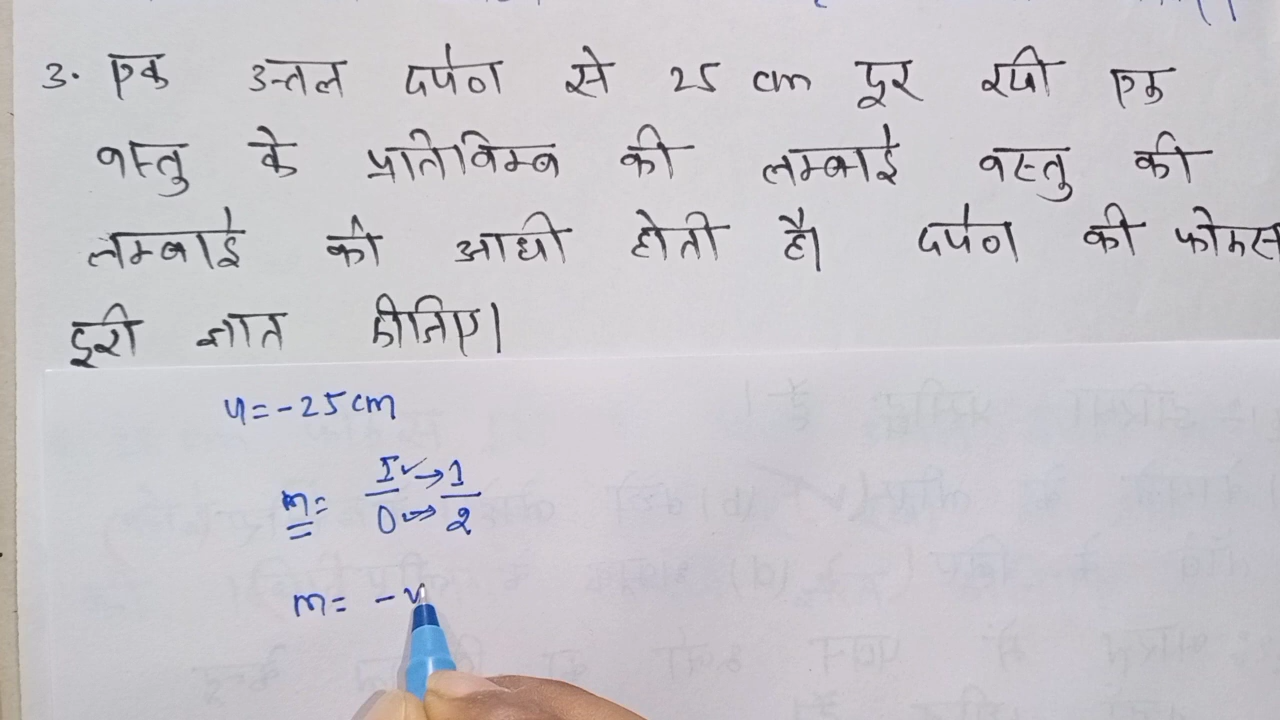 3. एक उत्तल दर्पण से 25 cm दूर रखी एक
वस्तु के प्रतिबिम्ब की लम्बाई वस्तु की
लम्बाई की आधी होती है। दर्पण की फोकस
दूरी ज्ञात कीजिए।
u = -25 cm
m = I → 1
O → 2
m = -v